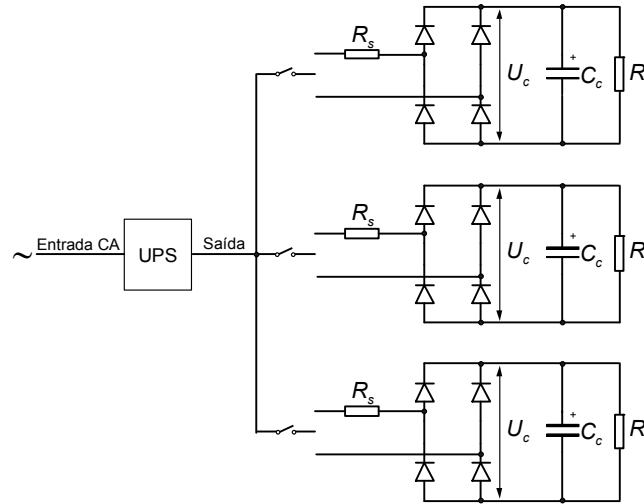 R_s
U_c
+
C_c
R
R_s
U_c
+
C_c
R
~ Entrada CA
UPS
Saída
R_s
U_c
+
C_c
R